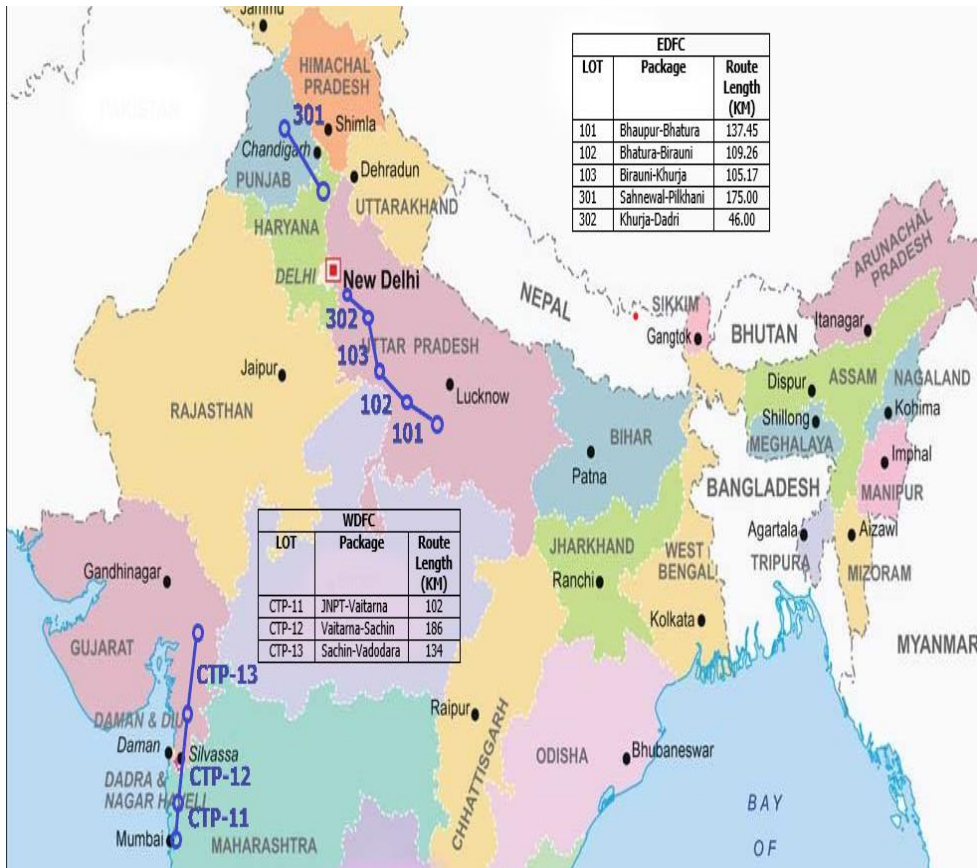 Jammu
HIMACHAL
PRADESH
301
Shimla
Chandigarh
PUNJAB
Dehradun
UTTARAKHAND
HARYANA
DELHI
New Delhi
EDFC
LOT Package Route Length (KM)
101 Bhaupur-Bhatura 137.45
102 Bhatura-Birauni 109.26
103 Birauni-Khurja 105.17
301 Sahnewal-Pilkhani 175.00
302 Khurja-Dadri 46.00
ARUNACHAL
PRADESH
NEPAL
SIKKIM
Gangtok
BHUTAN
Itanagar
302
UTTAR PRADESH
103
Jaipur
Lucknow
RAJASTHAN
102
101
Dispur
ASSAM
NAGALAND
Shillong
Kohima
MEGHALAYA
BIHAR
Patna
Imphal
MANIPUR
BANGLADESH
WDFC
LOT Package Route Length (KM)
CTP-11 JNPT-Vaitarna 102
CTP-12 Vaitarna-Sachin 186
CTP-13 Sachin-Vadodara 134
Gandhinagar
GUJARAT
JHARKHAND
Ranchi
WEST
BENGAL
Kolkata
Agartala
TRIPURA
Aizawl
MIZORAM
MYANMAR
CTP-13
DAMAN & DIU
Daman
Silvassa
CTP-12
DADRA &
NAGAR HAVELI
CTP-11
Mumbai
MAHARASHTRA
Raipur
CHHATTISGARH
ODISHA
Bhubaneswar
BAY
OF